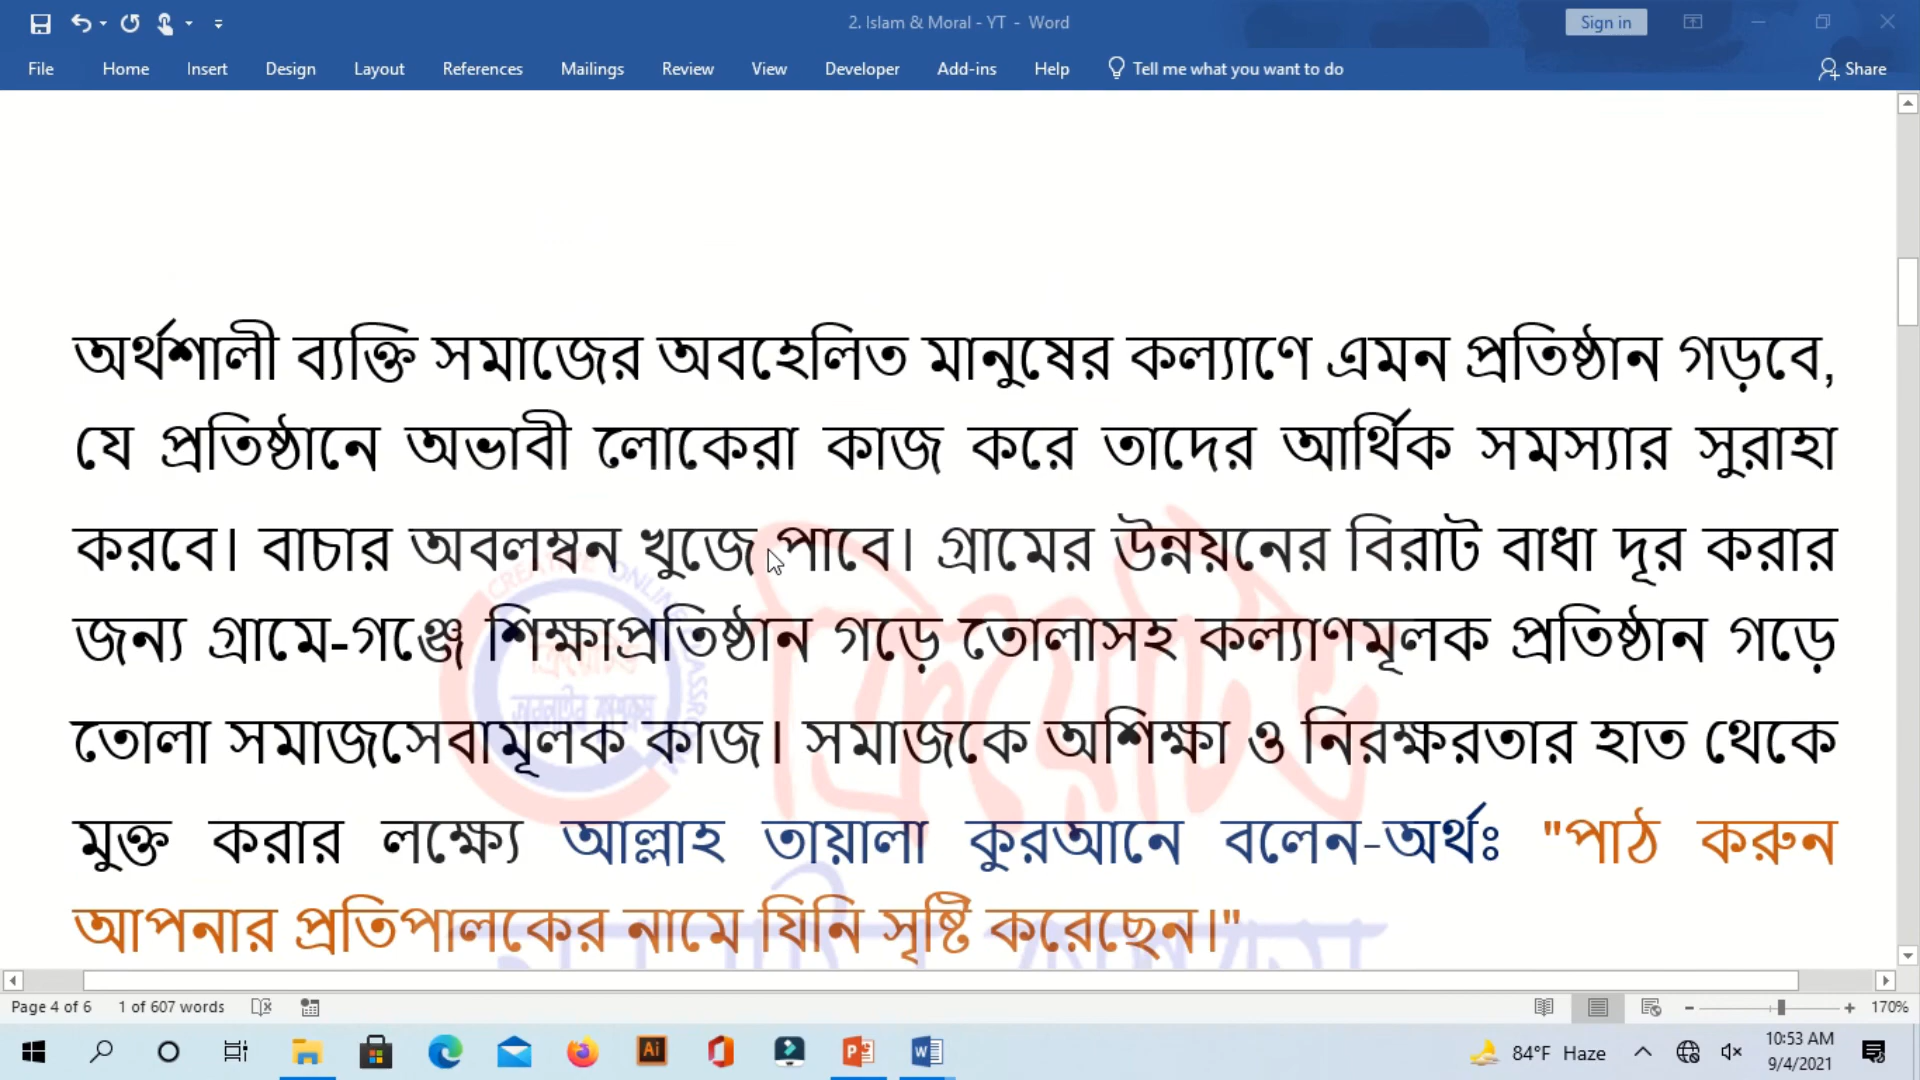 2. Islam & Moral - YT - Word
Sign in
File Home Insert Design Layout References Mailings Review View Developer Add-ins Help Tell me what you want to do Share
অর্থশালী ব্যক্তি সমাজের অবহেলিত মানুষের কল্যাণে এমন প্রতিষ্ঠান গড়বে,
যে প্রতিষ্ঠানে অভাবী লোকেরা কাজ করে তাদের আর্থিক সমস্যার সুরাহা
করবে। বাচার অবলম্বন খুজে পাবে। গ্রামের উন্নয়নের বিরাট বাধা দূর করার
জন্য গ্রামে-গঞ্জে শিক্ষাপ্রতিষ্ঠান গড়ে তোলাসহ কল্যাণমূলক প্রতিষ্ঠান গড়ে
তোলা সমাজসেবামূলক কাজ। সমাজকে অশিক্ষা ও নিরক্ষরতার হাত থেকে
মুক্ত করার লক্ষ্যে আল্লাহ তায়ালা কুরআনে বলেন-অর্থঃ "পাঠ করুন
আপনার প্রতিপালকের নামে যিনি সৃষ্টি করেছেন।"
CREATIVE ONLINE CLASSROOM
ক্রিয়েটিভ
Page 4 of 6 1 of 607 words 170%
84°F Haze 10:53 AM
9/4/2021